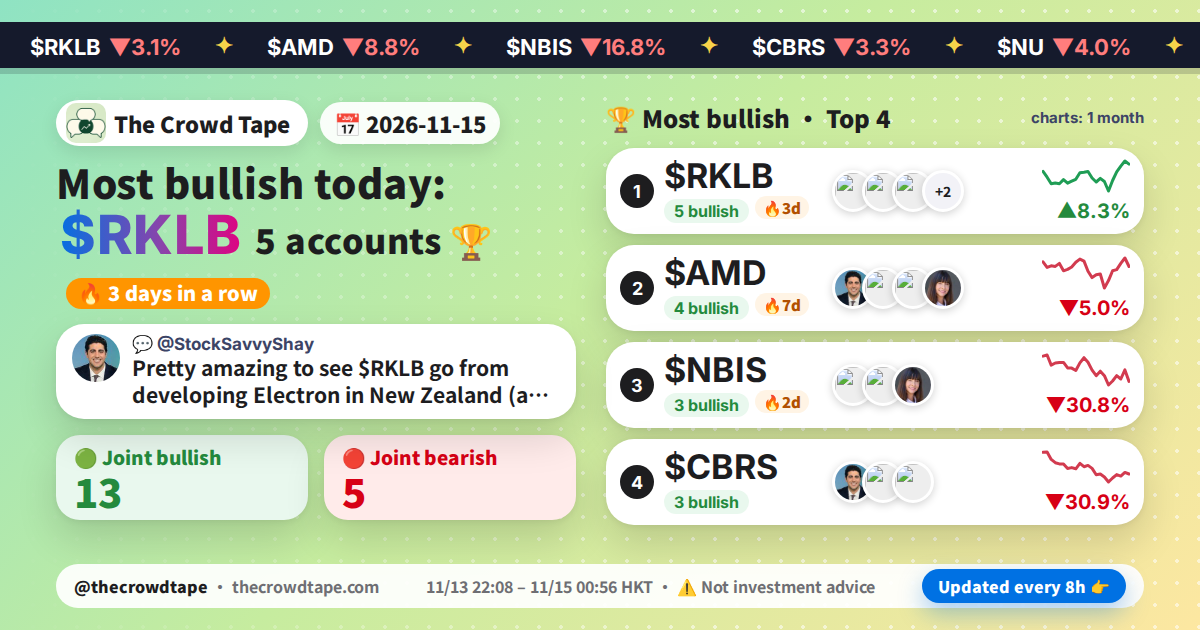 $RKLB ▼3.1% ✦ $AMD ▼8.8% ✦ $NBIS ▼16.8% ✦ $CBRS ▼3.3% ✦ $NU ▼4.0% ✦
The Crowd Tape
📅 2026-11-15
Most bullish today:
$RKLB 5 accounts 🏆
🔥 3 days in a row
💬 @StockSavvyShay
Pretty amazing to see $RKLB go from
developing Electron in New Zealand (a…
🟢 Joint bullish
13
🔴 Joint bearish
5
🏆 Most bullish • Top 4
charts: 1 month
1
$RKLB
5 bullish 🔥3d
+2
▲8.3%
2
$AMD
4 bullish 🔥7d
▼5.0%
3
$NBIS
3 bullish 🔥2d
▼30.8%
4
$CBRS
3 bullish
▼30.9%
@thecrowdtape • thecrowdtape.com
11/13 22:08 – 11/15 00:56 HKT • ⚠️ Not investment advice
Updated every 8h 👉